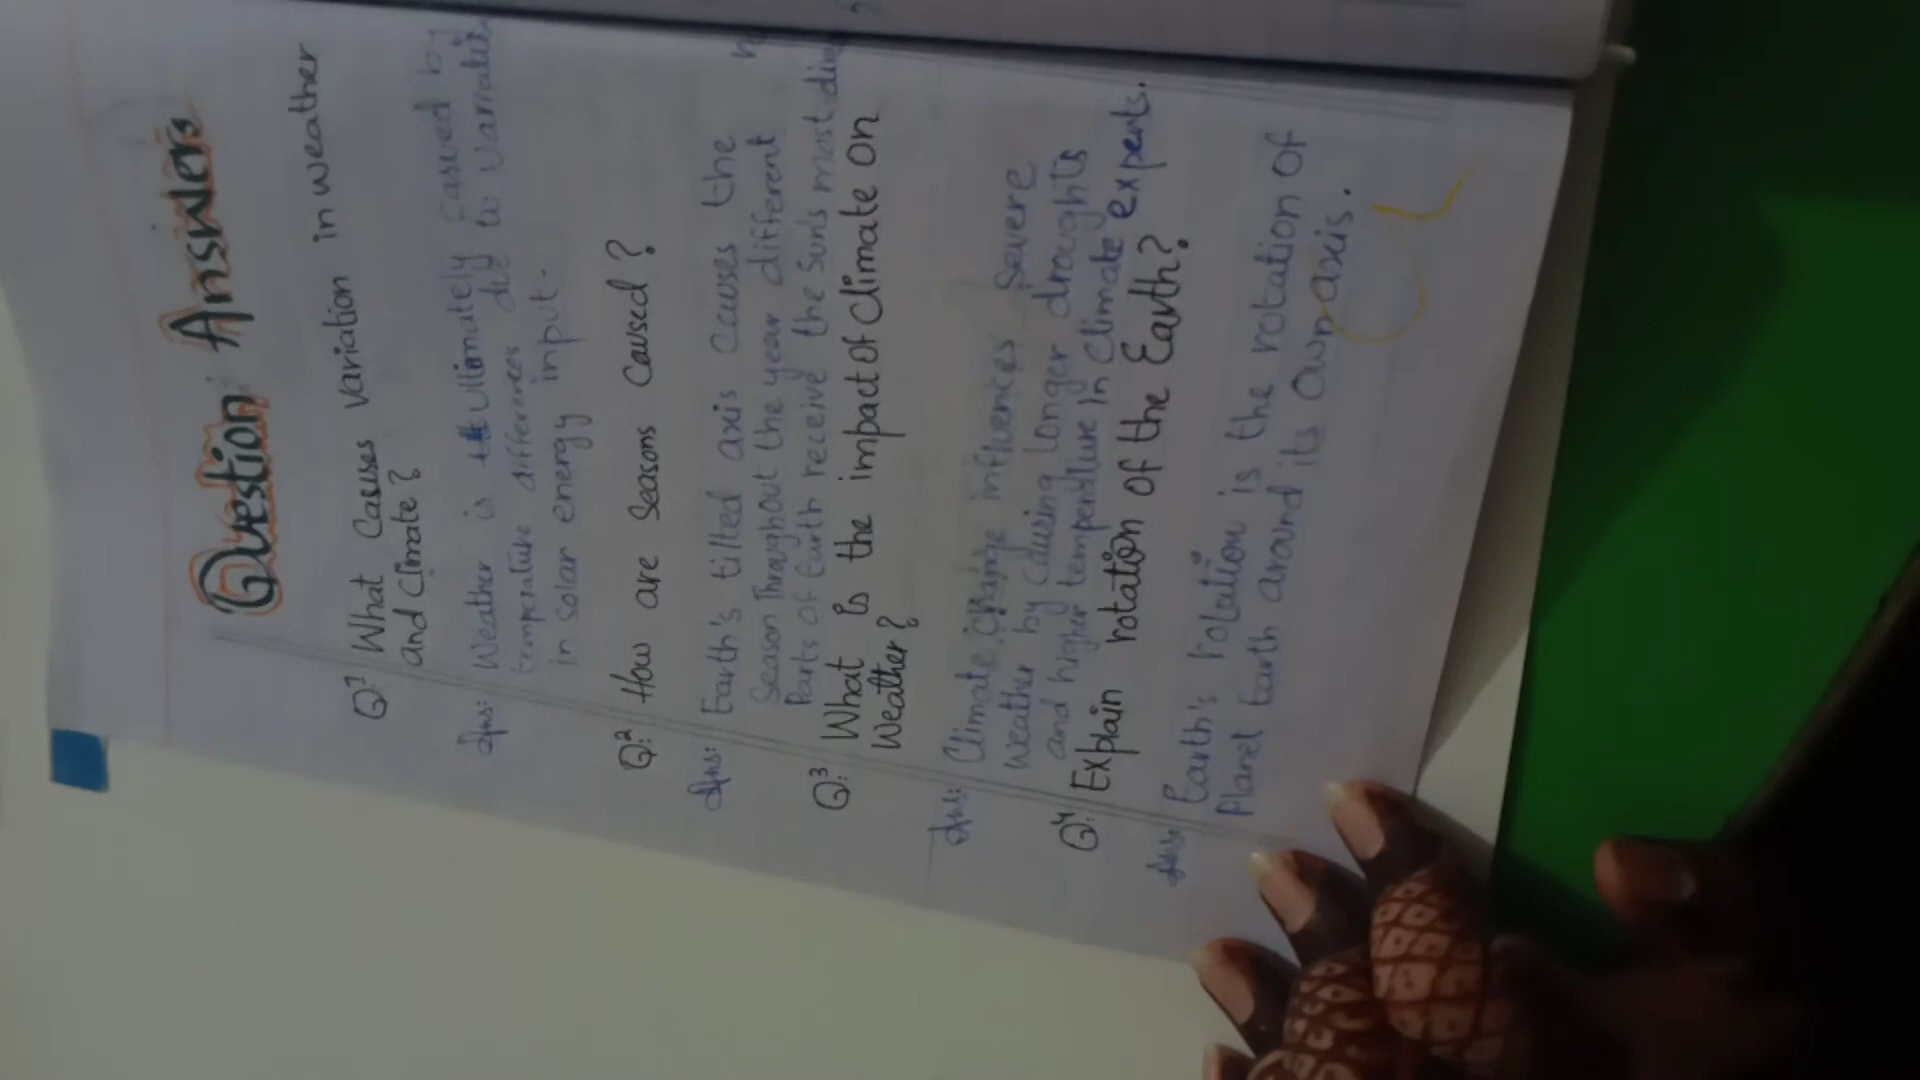 Question Answers
Q1 What causes variation in weather
and climate?
Ans: Weather is ultimately caused by
temperature differences due to
in solar energy input.
Q2: How are seasons caused?
Ans: Earth's tilted axis causes the
season Throughout the year different
Parts of Earth receive the Sun's most
Q3: What is the impact of climate on
weather?
Ans: Climate change influences severe
weather by causing longer droughts
and higher temperature in climate experts.
Q4: Explain rotation of the Earth?
Ans: Earth's rotation is the rotation of
Planet Earth around its own axis.